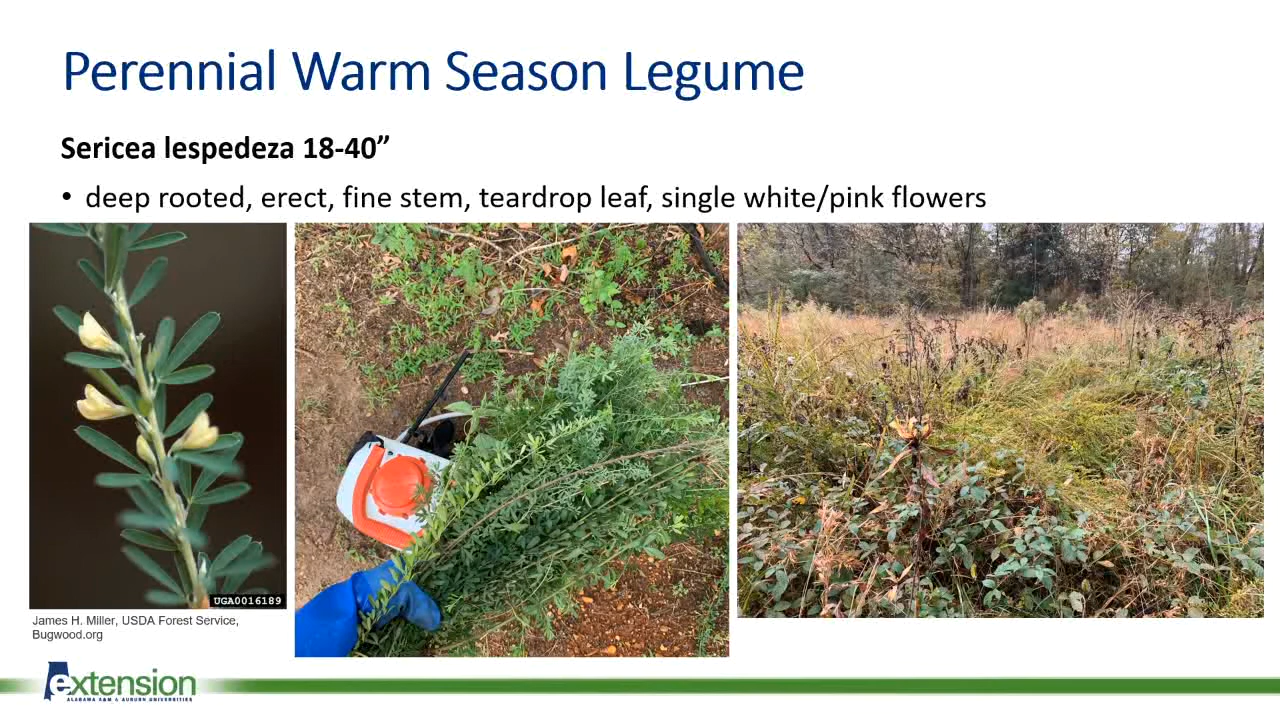 Perennial Warm Season Legume
Sericea lespedeza 18-40”
• deep rooted, erect, fine stem, teardrop leaf, single white/pink flowers
UGA0016189
James H. Miller, USDA Forest Service,
Bugwood.org
extension
ALABAMA A&M & AUBURN UNIVERSITIES